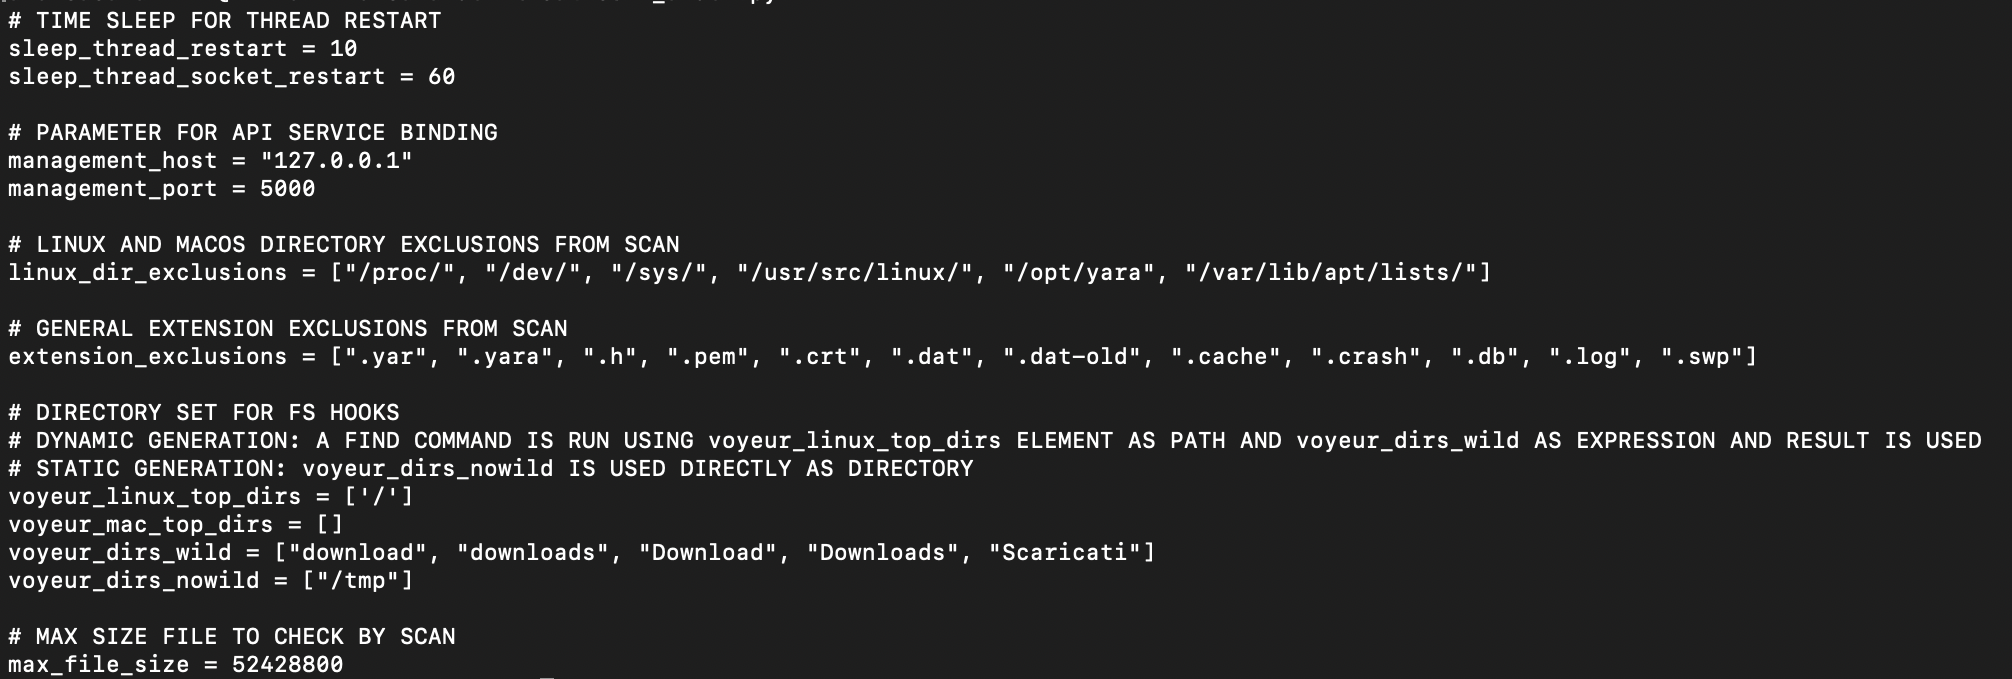 # TIME SLEEP FOR THREAD RESTART
sleep_thread_restart = 10
sleep_thread_socket_restart = 60
# PARAMETER FOR API SERVICE BINDING
management_host = "127.0.0.1"
management_port = 5000
# LINUX AND MACOS DIRECTORY EXCLUSIONS FROM SCAN
linux_dir_exclusions = ["/proc/", "/dev/", "/sys/", "/usr/src/linux/", "/opt/yara", "/var/lib/apt/lists/"]
# GENERAL EXTENSION EXCLUSIONS FROM SCAN
extension_exclusions = [".yar", ".yara", ".h", ".pem", ".crt", ".dat", ".dat-old", ".cache", ".crash", ".db", ".log", ".swp"]
# DIRECTORY SET FOR FS HOOKS
# DYNAMIC GENERATION: A FIND COMMAND IS RUN USING voyeur_linux_top_dirs ELEMENT AS PATH AND voyeur_dirs_wild AS EXPRESSION AND RESULT IS USED
# STATIC GENERATION: voyeur_dirs_nowild IS USED DIRECTLY AS DIRECTORY
voyeur_linux_top_dirs = ['/']
voyeur_mac_top_dirs = []
voyeur_dirs_wild = ["download", "downloads", "Download", "Downloads", "Scaricati"]
voyeur_dirs_nowild = ["/tmp"]
# MAX SIZE FILE TO CHECK BY SCAN
max_file_size = 52428800